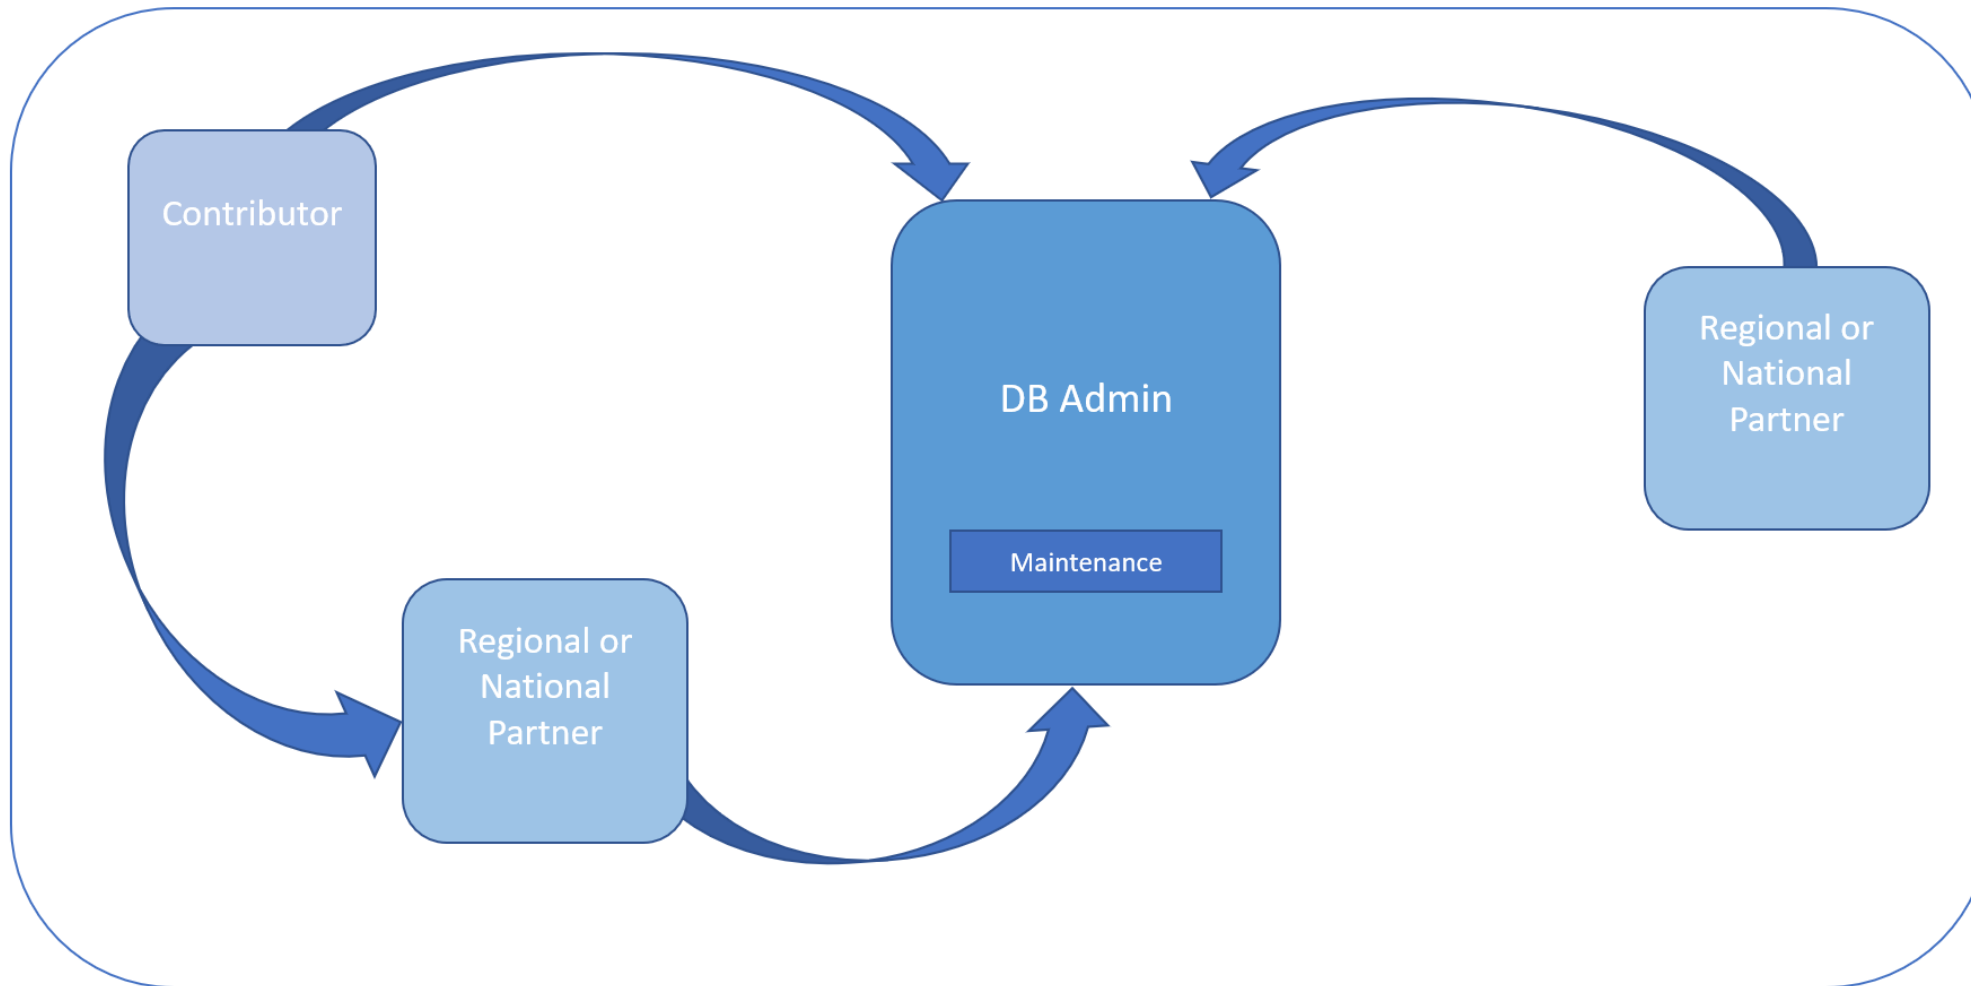 Contributor
DB Admin
Maintenance
Regional or
National
Partner
Regional or
National
Partner